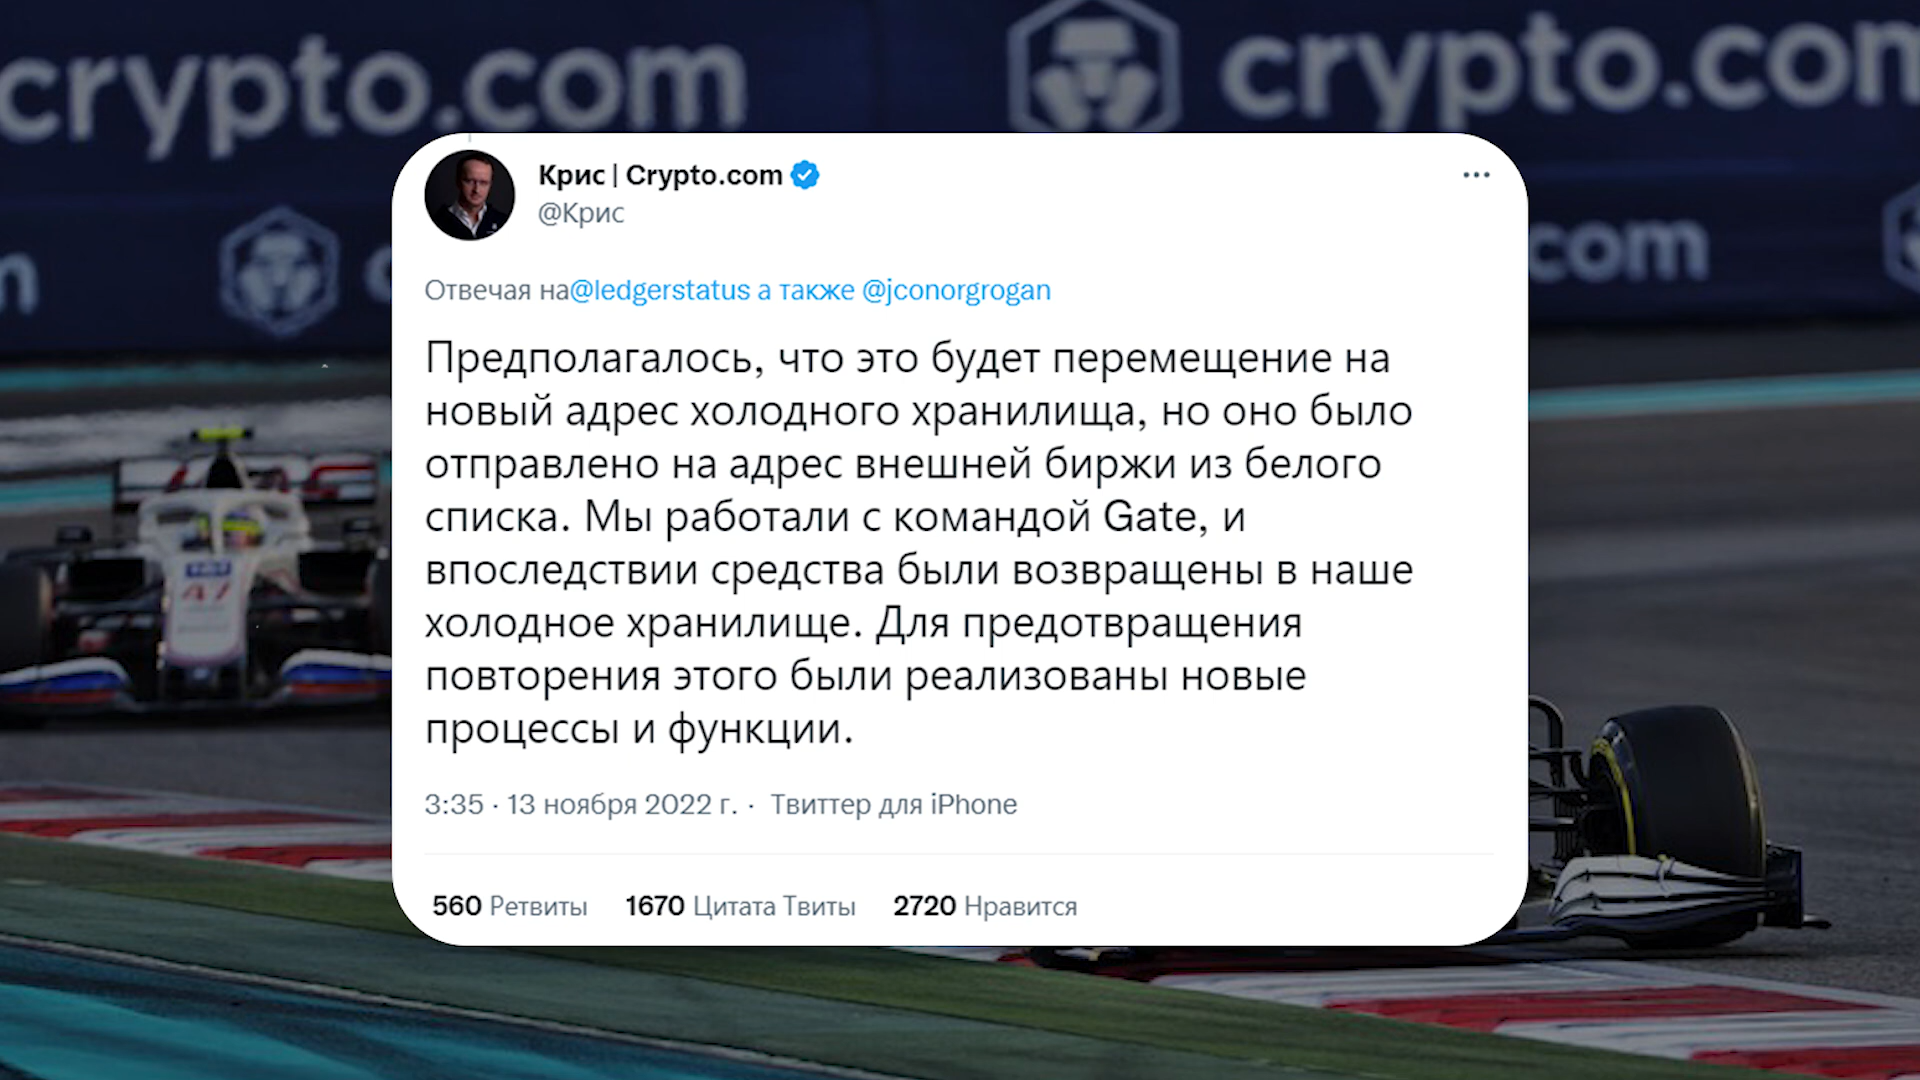 crypto.com
crypto.com
com
Крис | Crypto.com
@Крис
Отвечая на@ledgerstatus а также @jconorgrogan
Предполагалось, что это будет перемещение на
новый адрес холодного хранилища, но оно было
отправлено на адрес внешней биржи из белого
списка. Мы работали с командой Gate, и
впоследствии средства были возвращены в наше
холодное хранилище. Для предотвращения
повторения этого были реализованы новые
процессы и функции.
3:35 · 13 ноября 2022 г. · Твиттер для iPhone
560 Ретвиты 1670 Цитата Твиты 2720 Нравится
47